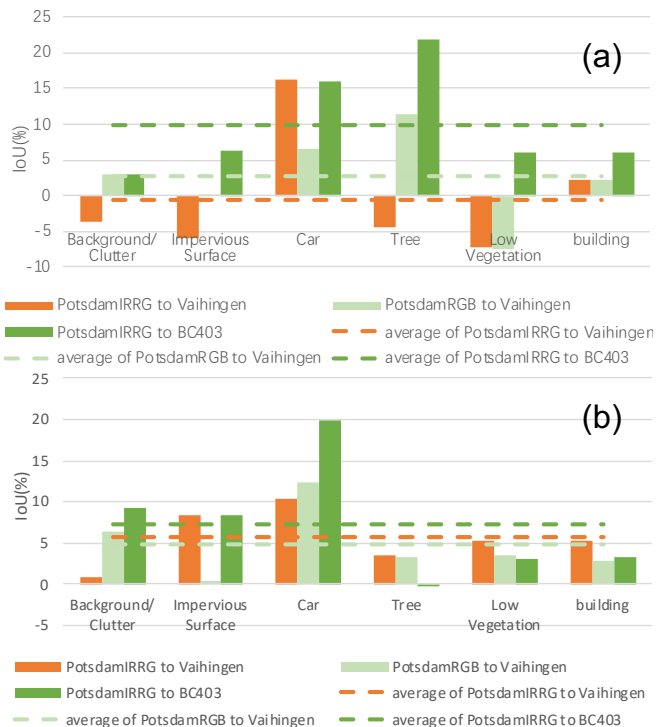 25
(a)
20
15
IoU(%)
10
5
0
-5
-10
Background/ Impervious Car Tree Low building
Clutter Surface Vegetation
PotsdamIRRG to Vaihingen PotsdamRGB to Vaihingen
PotsdamIRRG to BC403 average of PotsdamIRRG to Vaihingen
average of PotsdamRGB to Vaihingen average of PotsdamIRRG to BC403
25
(b)
20
15
IoU(%)
10
5
0
-5
Background/ Impervious Car Tree Low building
Clutter Surface Vegetation
PotsdamIRRG to Vaihingen PotsdamRGB to Vaihingen
PotsdamIRRG to BC403 average of PotsdamIRRG to Vaihingen
average of PotsdamRGB to Vaihingen average of PotsdamIRRG to BC403